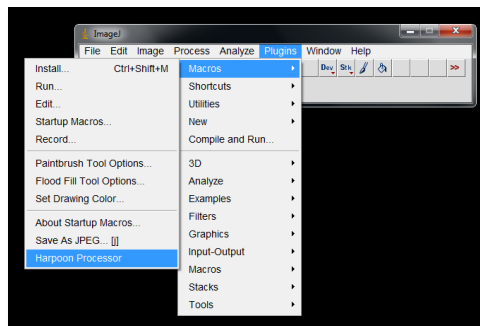 ImageJ
File Edit Image Process Analyze Plugins Window Help
Dev Stk >>
Install... Ctrl+Shift+M
Run...
Edit...
Startup Macros...
Record...
Paintbrush Tool Options...
Flood Fill Tool Options...
Set Drawing Color...
About Startup Macros...
Save As JPEG... [j]
Harpoon Processor
Macros
Shortcuts
Utilities
New
Compile and Run...
3D
Analyze
Examples
Filters
Graphics
Input-Output
Macros
Stacks
Tools